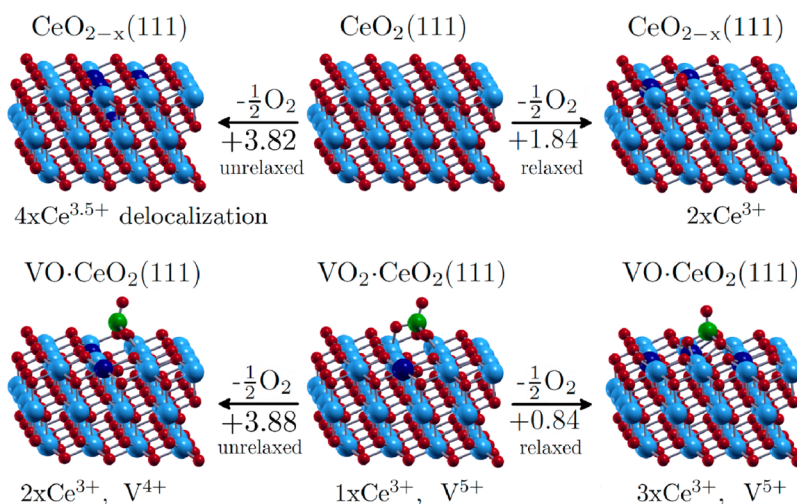 CeO₂₋ₓ(111) CeO₂(111) CeO₂₋ₓ(111)
-½O₂ -½O₂
+3.82 +1.84
unrelaxed relaxed
4xCe³·⁵⁺ delocalization 2xCe³⁺
VO·CeO₂(111) VO₂·CeO₂(111) VO·CeO₂(111)
-½O₂ -½O₂
+3.88 +0.84
unrelaxed relaxed
2xCe³⁺, V⁴⁺ 1xCe³⁺, V⁵⁺ 3xCe³⁺, V⁵⁺